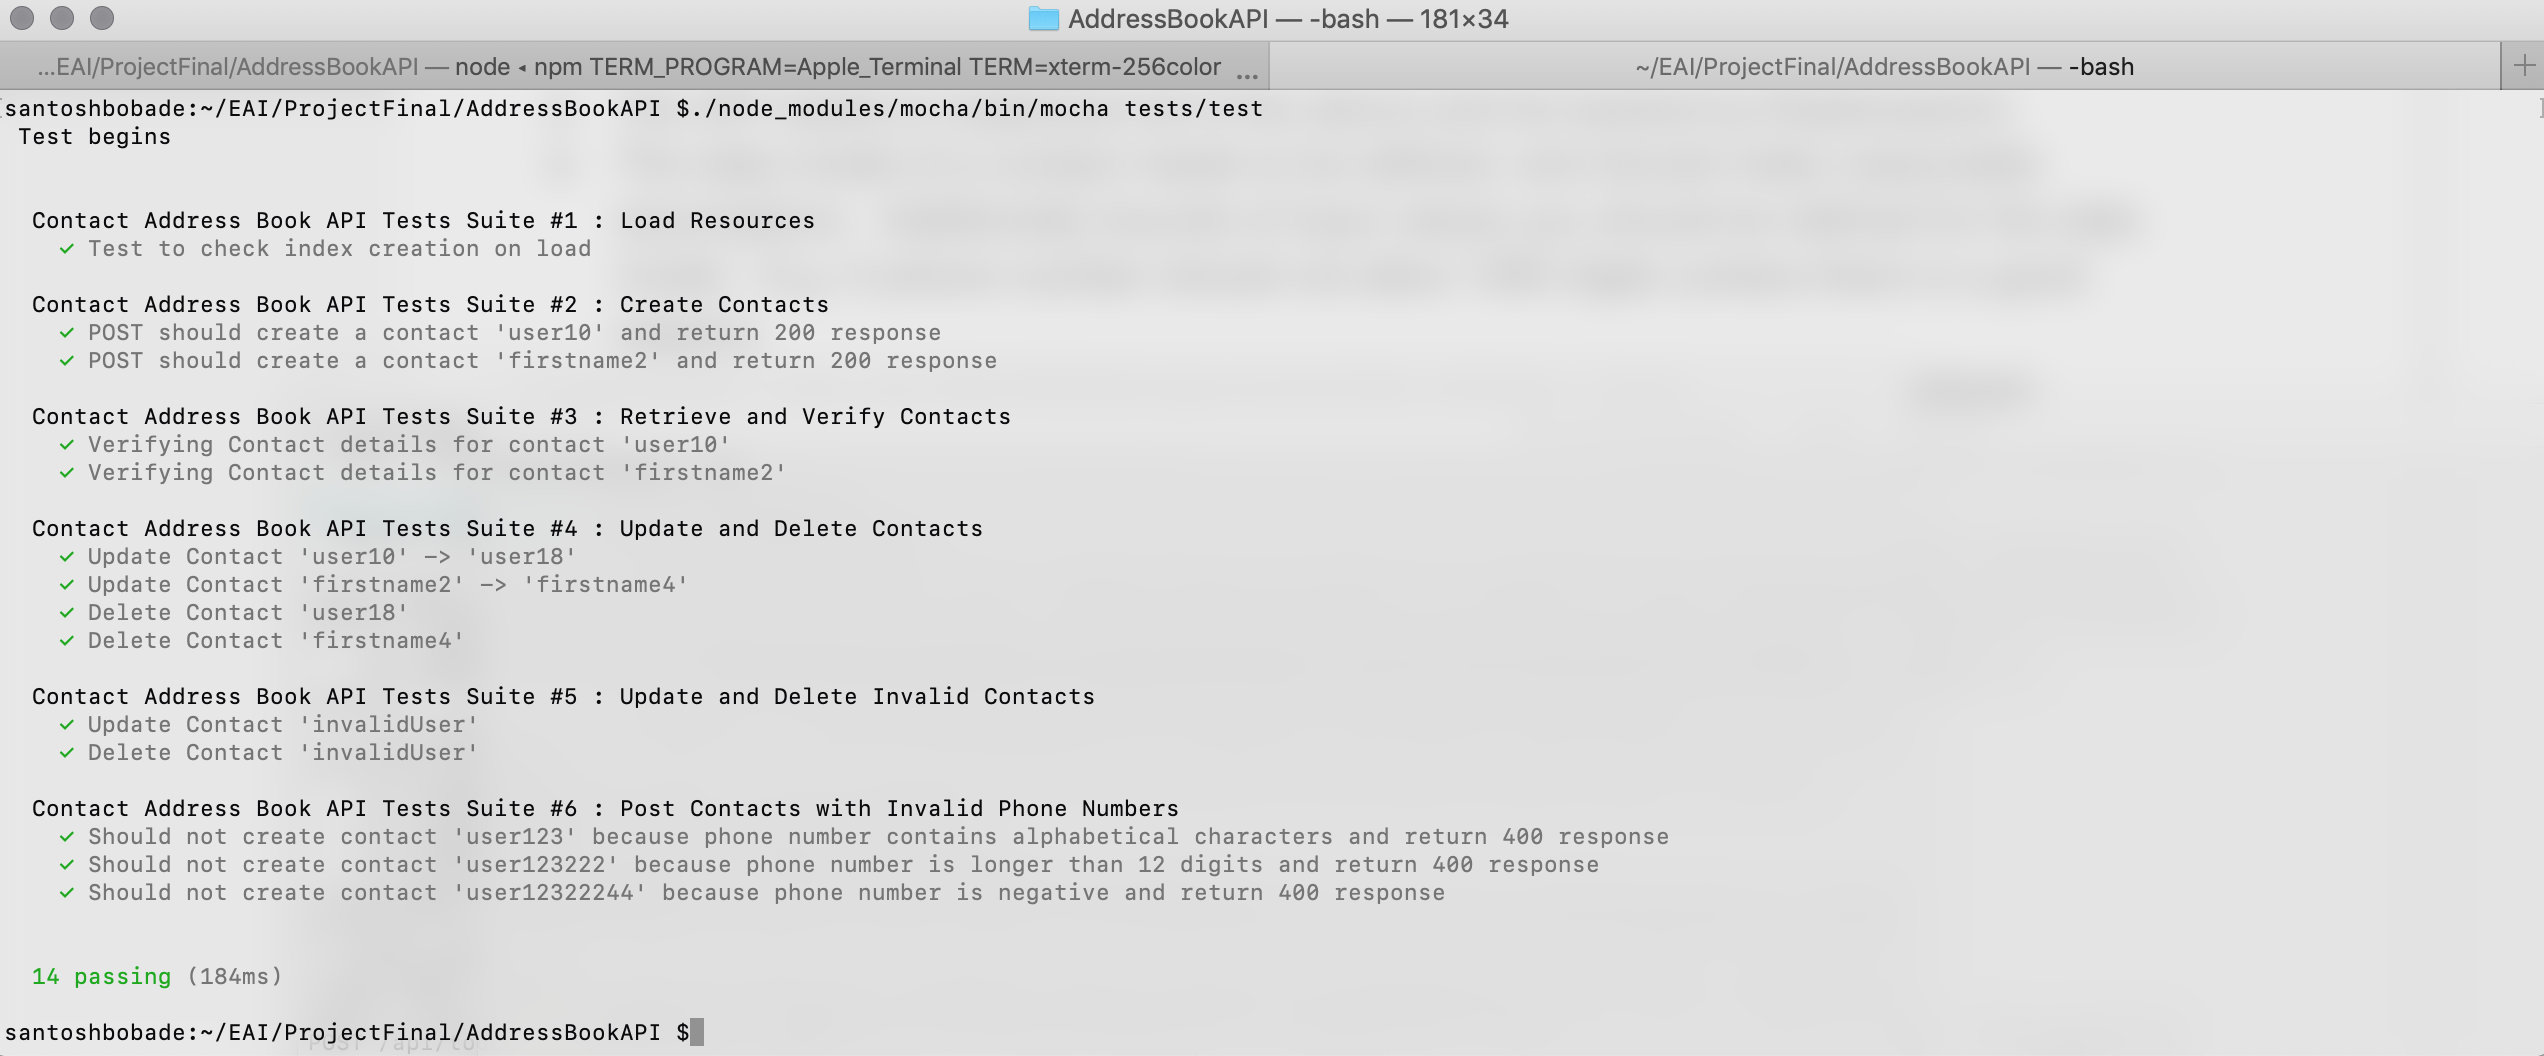 AddressBookAPI — -bash — 181×34
...EAI/ProjectFinal/AddressBookAPI — node ◂ npm TERM_PROGRAM=Apple_Terminal TERM=xterm-256color ...
~/EAI/ProjectFinal/AddressBookAPI — -bash
santoshbobade:~/EAI/ProjectFinal/AddressBookAPI $./node_modules/mocha/bin/mocha tests/test
Test begins
Contact Address Book API Tests Suite #1 : Load Resources
✓ Test to check index creation on load
Contact Address Book API Tests Suite #2 : Create Contacts
✓ POST should create a contact 'user10' and return 200 response
✓ POST should create a contact 'firstname2' and return 200 response
Contact Address Book API Tests Suite #3 : Retrieve and Verify Contacts
✓ Verifying Contact details for contact 'user10'
✓ Verifying Contact details for contact 'firstname2'
Contact Address Book API Tests Suite #4 : Update and Delete Contacts
✓ Update Contact 'user10' —> 'user18'
✓ Update Contact 'firstname2' —> 'firstname4'
✓ Delete Contact 'user18'
✓ Delete Contact 'firstname4'
Contact Address Book API Tests Suite #5 : Update and Delete Invalid Contacts
✓ Update Contact 'invalidUser'
✓ Delete Contact 'invalidUser'
Contact Address Book API Tests Suite #6 : Post Contacts with Invalid Phone Numbers
✓ Should not create contact 'user123' because phone number contains alphabetical characters and return 400 response
✓ Should not create contact 'user123222' because phone number is longer than 12 digits and return 400 response
✓ Should not create contact 'user12322244' because phone number is negative and return 400 response
14 passing (184ms)
santoshbobade:~/EAI/ProjectFinal/AddressBookAPI $